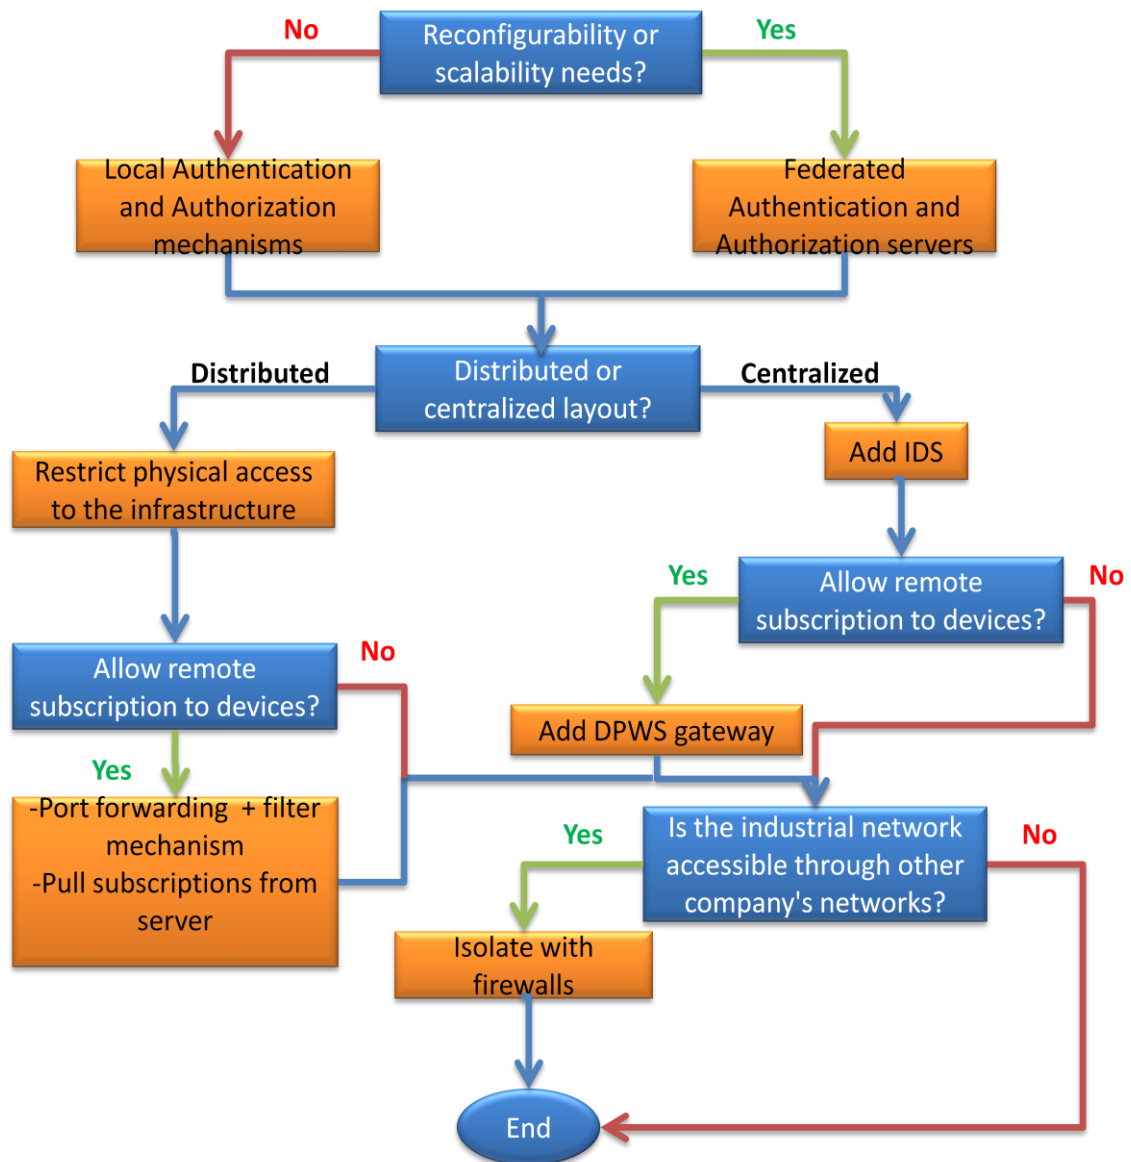 No
Reconfigurability or
scalability needs?
Yes
Local Authentication
and Authorization
mechanisms
Federated
Authentication and
Authorization servers
Distributed
Distributed or
centralized layout?
Centralized
Restrict physical access
to the infrastructure
Add IDS
Yes
Allow remote
subscription to devices?
No
Allow remote
subscription to devices?
No
Add DPWS gateway
Yes
-Port forwarding + filter
mechanism
-Pull subscriptions from
server
Yes
Is the industrial network
accessible through other
company's networks?
No
Isolate with
firewalls
End